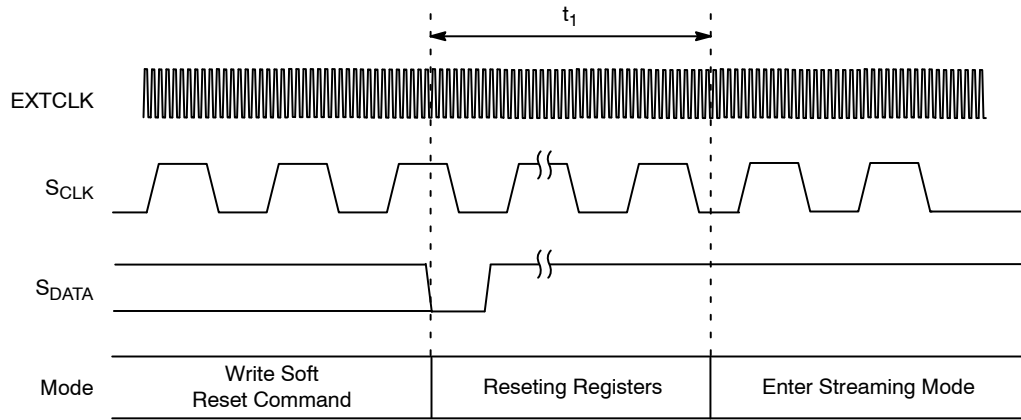 t1
EXTCLK
SCLK
SDATA
Mode
Write Soft
Reset Command
Reseting Registers
Enter Streaming Mode